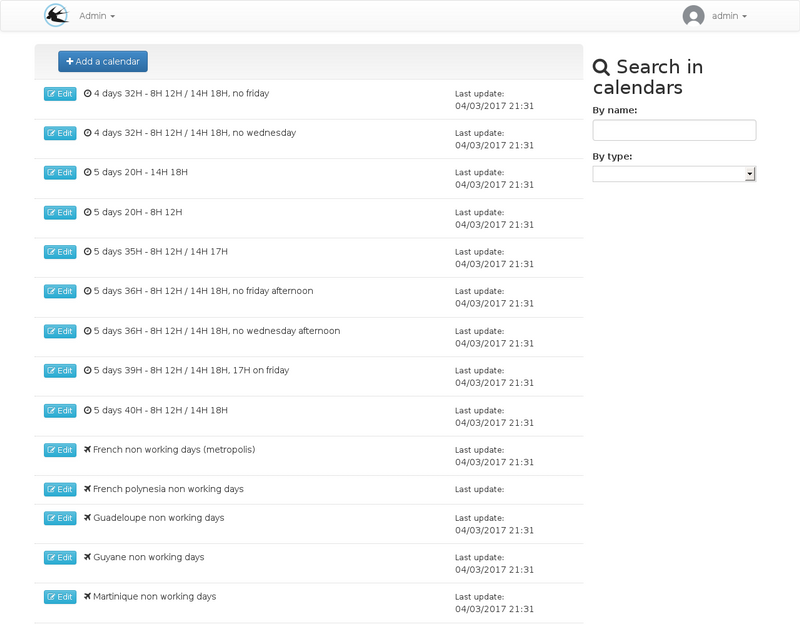 Admin
admin
Add a calendar
Edit 4 days 32H - 8H 12H / 14H 18H, no friday Last update:
04/03/2017 21:31
Edit 4 days 32H - 8H 12H / 14H 18H, no wednesday Last update:
04/03/2017 21:31
Edit 5 days 20H - 14H 18H Last update:
04/03/2017 21:31
Edit 5 days 20H - 8H 12H Last update:
04/03/2017 21:31
Edit 5 days 35H - 8H 12H / 14H 17H Last update:
04/03/2017 21:31
Edit 5 days 36H - 8H 12H / 14H 18H, no friday afternoon Last update:
04/03/2017 21:31
Edit 5 days 36H - 8H 12H / 14H 18H, no wednesday afternoon Last update:
04/03/2017 21:31
Edit 5 days 39H - 8H 12H / 14H 18H, 17H on friday Last update:
04/03/2017 21:31
Edit 5 days 40H - 8H 12H / 14H 18H Last update:
04/03/2017 21:31
Edit French non working days (metropolis) Last update:
04/03/2017 21:31
Edit French polynesia non working days Last update:
Edit Guadeloupe non working days Last update:
04/03/2017 21:31
Edit Guyane non working days Last update:
04/03/2017 21:31
Edit Martinique non working days Last update:
04/03/2017 21:31
Search in
calendars
By name:
By type: